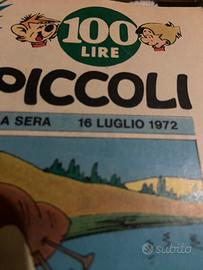 100
LIRE
PICCOLI
A SERA 16 LUGLIO 1972
subito